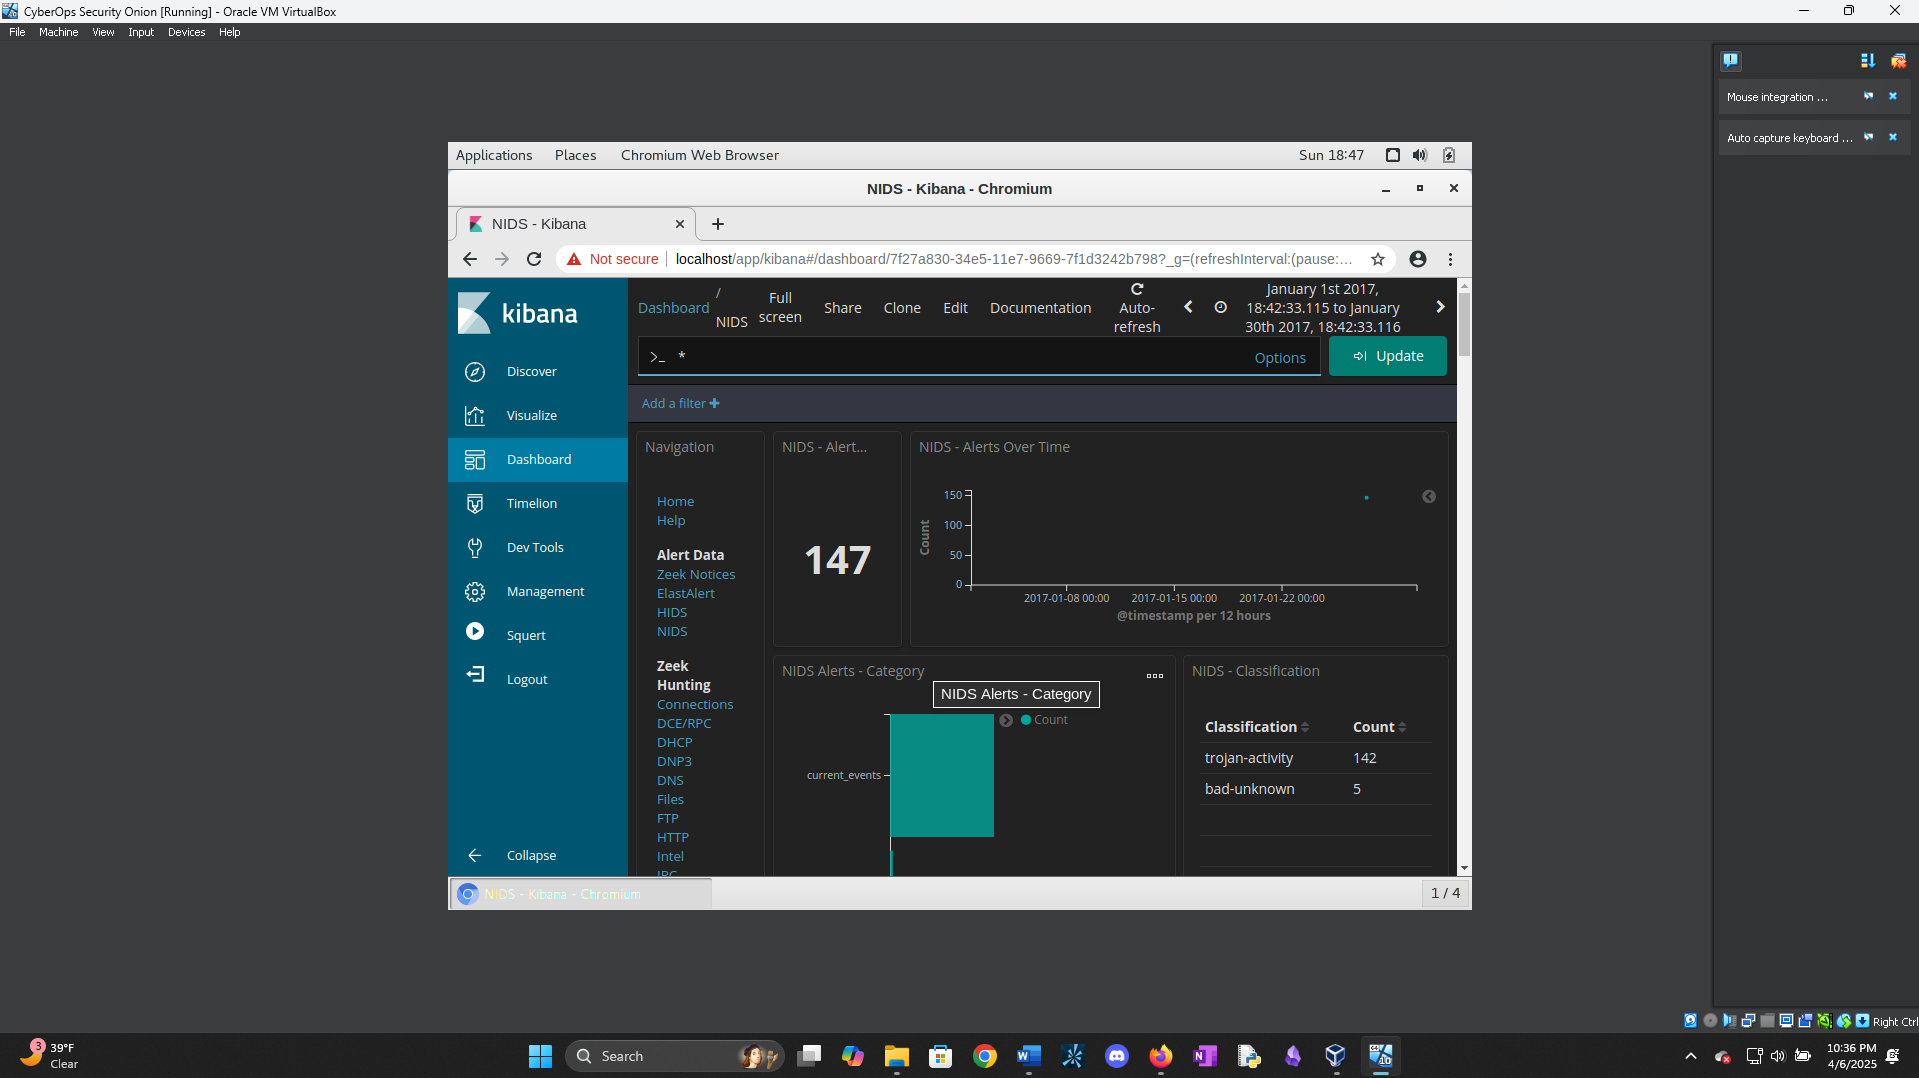 CyberOps Security Onion [Running] - Oracle VM VirtualBox
File Machine View Input Devices Help
Mouse integration ...
Auto capture keyboard ...
Applications Places Chromium Web Browser Sun 18:47
NIDS - Kibana - Chromium
NIDS - Kibana
Not secure localhost/app/kibana#/dashboard/7f27a830-34e5-11e7-9669-7f1d3242b798?_g=(refreshInterval:(pause:...
kibana
Discover
Visualize
Dashboard
Timelion
Dev Tools
Management
Squert
Logout
Collapse
Dashboard / NIDS
Full screen
Share
Clone
Edit
Documentation
Auto-refresh
January 1st 2017,
18:42:33.115 to January
30th 2017, 18:42:33.116
>_ *
Options
Update
Add a filter +
Navigation
Home
Help
Alert Data
Zeek Notices
ElastAlert
HIDS
NIDS
Zeek
Hunting
Connections
DCE/RPC
DHCP
DNP3
DNS
Files
FTP
HTTP
Intel
IRC
NIDS - Alert...
147
NIDS - Alerts Over Time
150
100
50
0
Count
2017-01-08 00:00 2017-01-15 00:00 2017-01-22 00:00
@timestamp per 12 hours
NIDS Alerts - Category
NIDS Alerts - Category
Count
current_events
NIDS - Classification
Classification Count
trojan-activity 142
bad-unknown 5
NIDS - Kibana - Chromium
1 / 4
Right Ctrl
3
39°F
Clear
Search
10:36 PM
4/6/2025